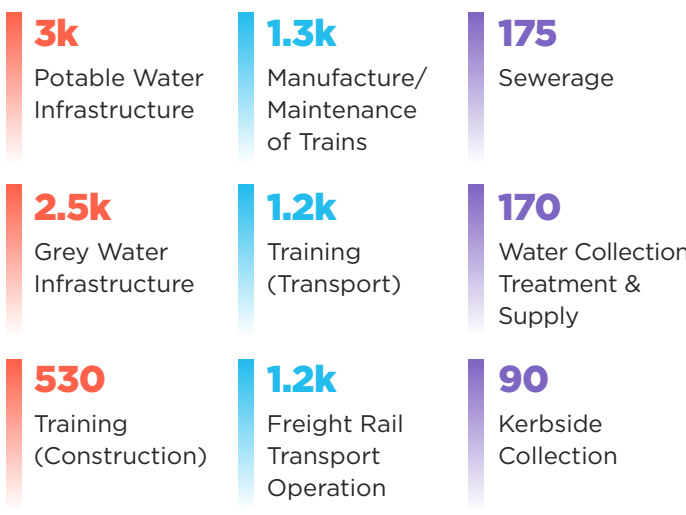 3k
Potable Water
Infrastructure
1.3k
Manufacture/
Maintenance
of Trains
175
Sewerage
2.5k
Grey Water
Infrastructure
1.2k
Training
(Transport)
170
Water Collection
Treatment &
Supply
530
Training
(Construction)
1.2k
Freight Rail
Transport
Operation
90
Kerbside
Collection